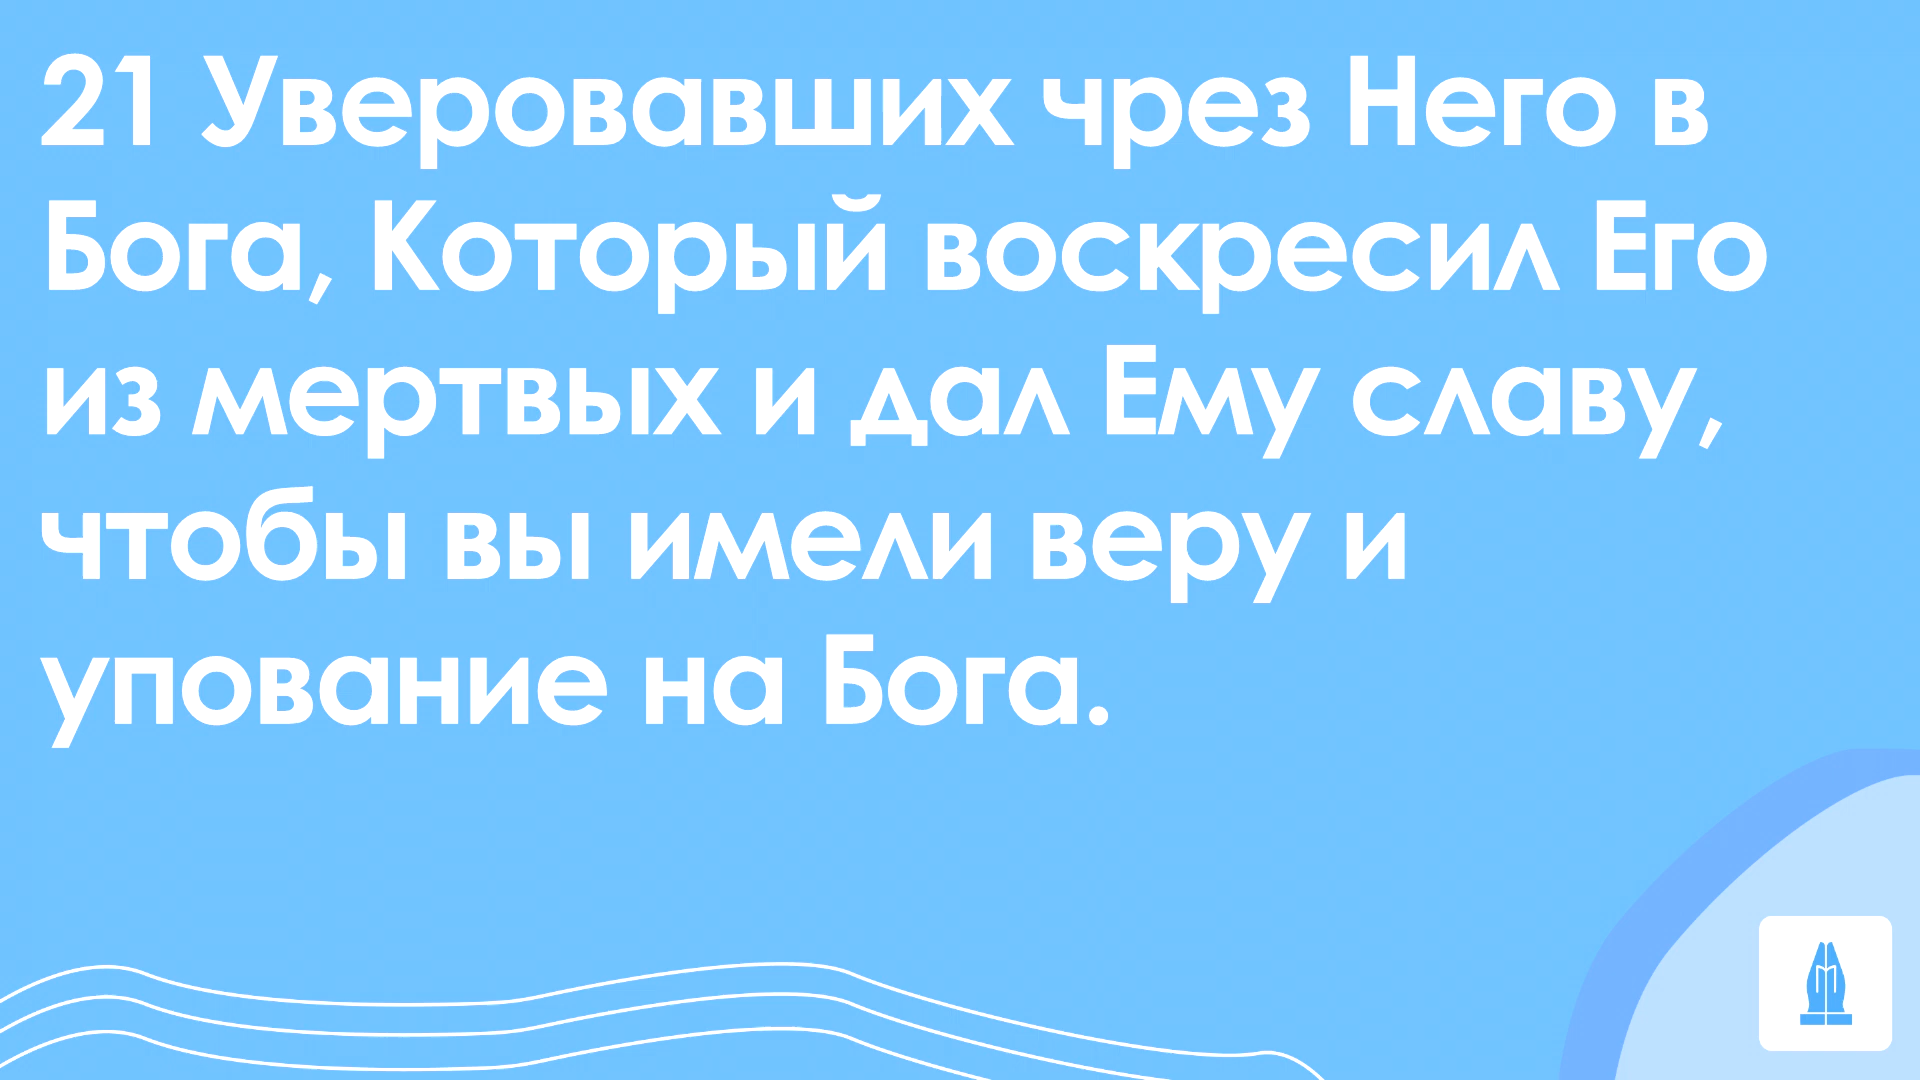 21 Уверовавших чрез Него в
Бога, Который воскресил Его
из мертвых и дал Ему славу,
чтобы вы имели веру и
упование на Бога.